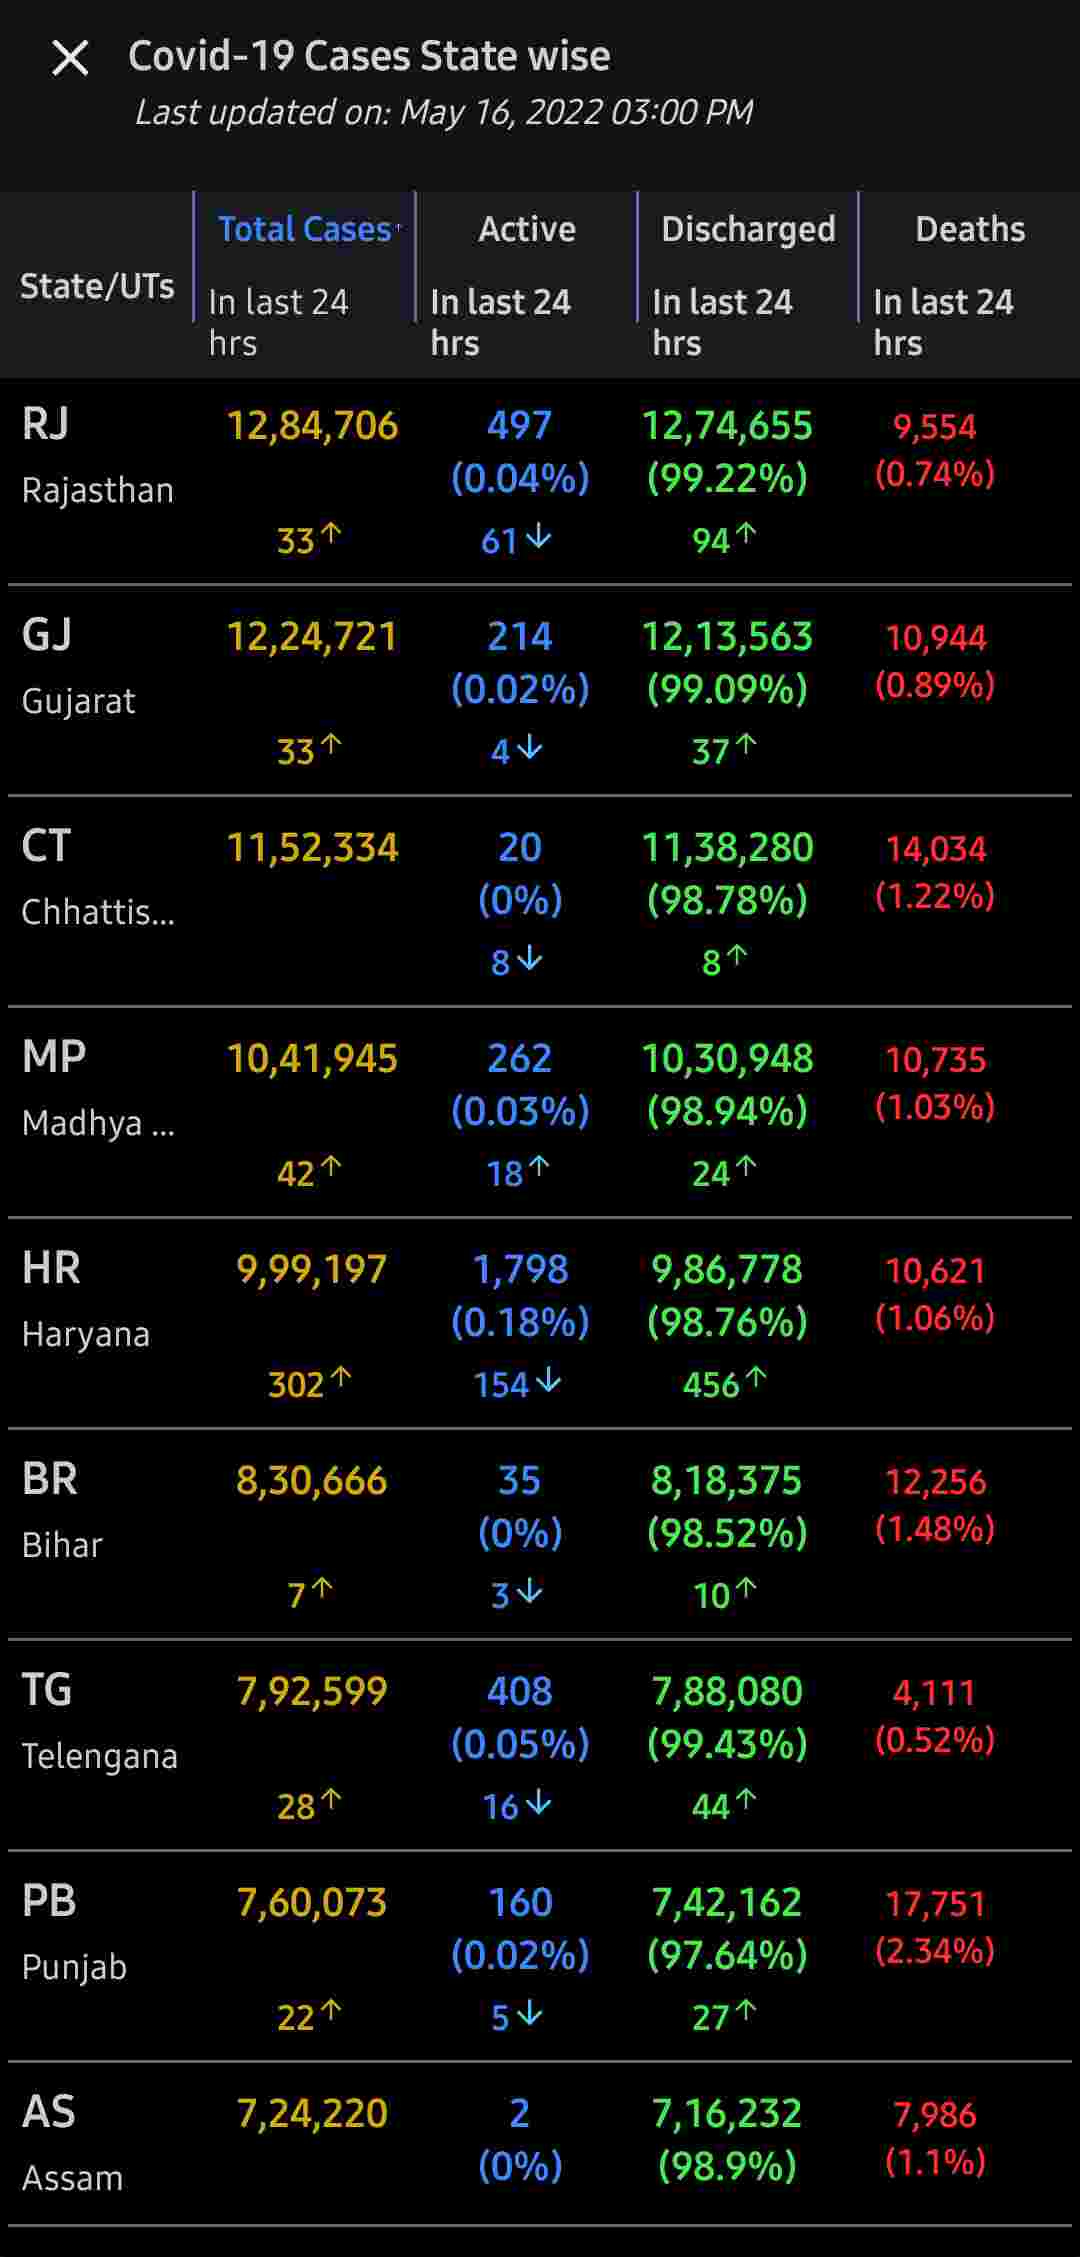 Covid-19 Cases State wise
Last updated on: May 16, 2022 03:00 PM
State/UTs
Total Cases↑
In last 24
hrs
Active
In last 24
hrs
Discharged
In last 24
hrs
Deaths
In last 24
hrs
RJ 12,84,706 497 12,74,655 9,554
(0.04%) (99.22%) (0.74%)
Rajasthan
33↑ 61↓ 94↑
GJ 12,24,721 214 12,13,563 10,944
(0.02%) (99.09%) (0.89%)
Gujarat
33↑ 4↓ 37↑
CT 11,52,334 20 11,38,280 14,034
(0%) (98.78%) (1.22%)
Chhattis...
8↓ 8↑
MP 10,41,945 262 10,30,948 10,735
(0.03%) (98.94%) (1.03%)
Madhya ...
42↑ 18↑ 24↑
HR 9,99,197 1,798 9,86,778 10,621
(0.18%) (98.76%) (1.06%)
Haryana
302↑ 154↓ 456↑
BR 8,30,666 35 8,18,375 12,256
(0%) (98.52%) (1.48%)
Bihar
7↑ 3↓ 10↑
TG 7,92,599 408 7,88,080 4,111
(0.05%) (99.43%) (0.52%)
Telengana
28↑ 16↓ 44↑
PB 7,60,073 160 7,42,162 17,751
(0.02%) (97.64%) (2.34%)
Punjab
22↑ 5↓ 27↑
AS 7,24,220 2 7,16,232 7,986
(0%) (98.9%) (1.1%)
Assam